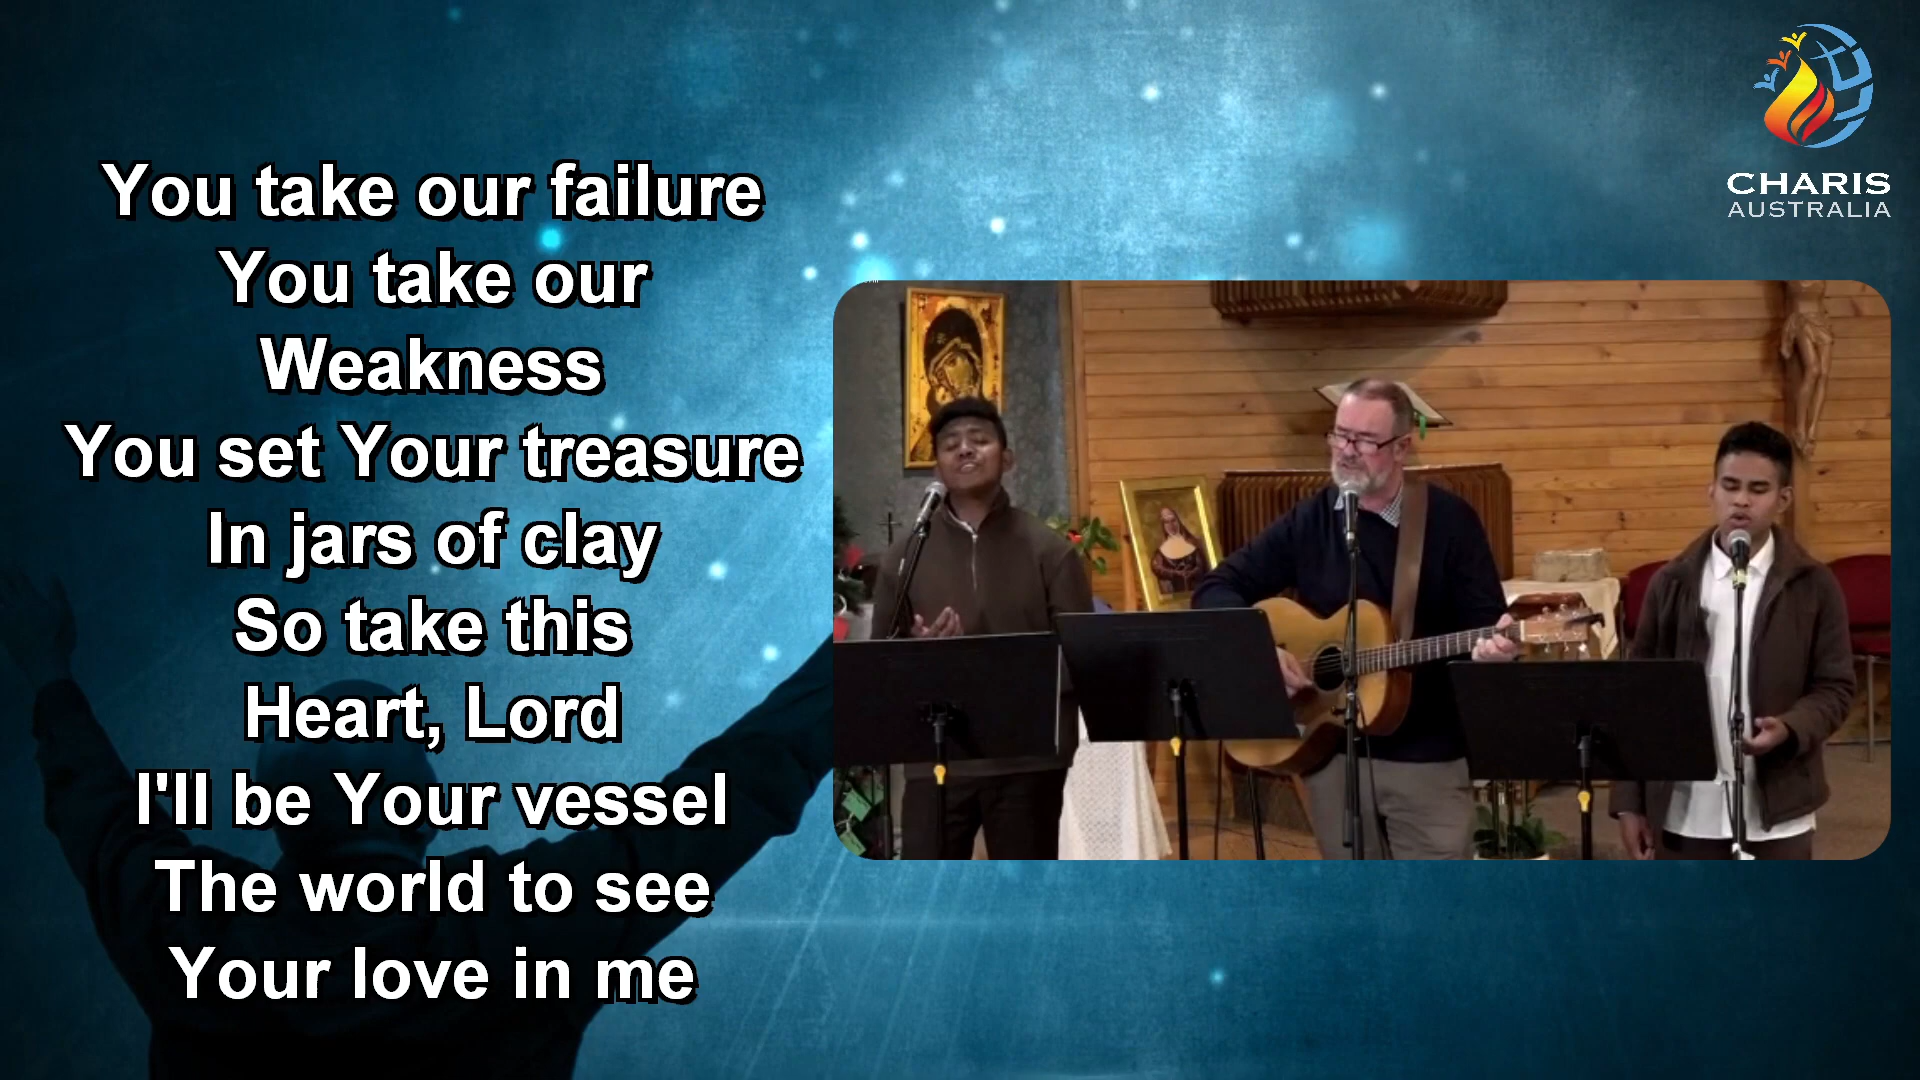 You take our failure
You take our
Weakness
You set Your treasure
In jars of clay
So take this
Heart, Lord
I'll be Your vessel
The world to see
Your love in me
CHARIS
AUSTRALIA